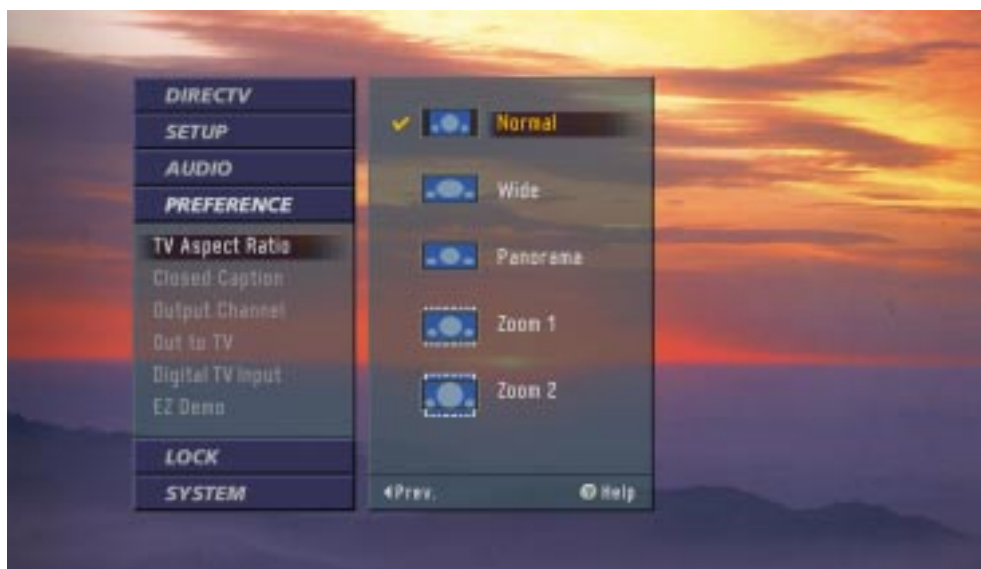 DIRECTV
SETUP
AUDIO
PREFERENCE
TV Aspect Ratio
Closed Caption
Output Channel
Out to TV
Digital TV Input
EZ Demo
LOCK
SYSTEM
Normal
Wide
Panorama
Zoom 1
Zoom 2
Prev.
Help